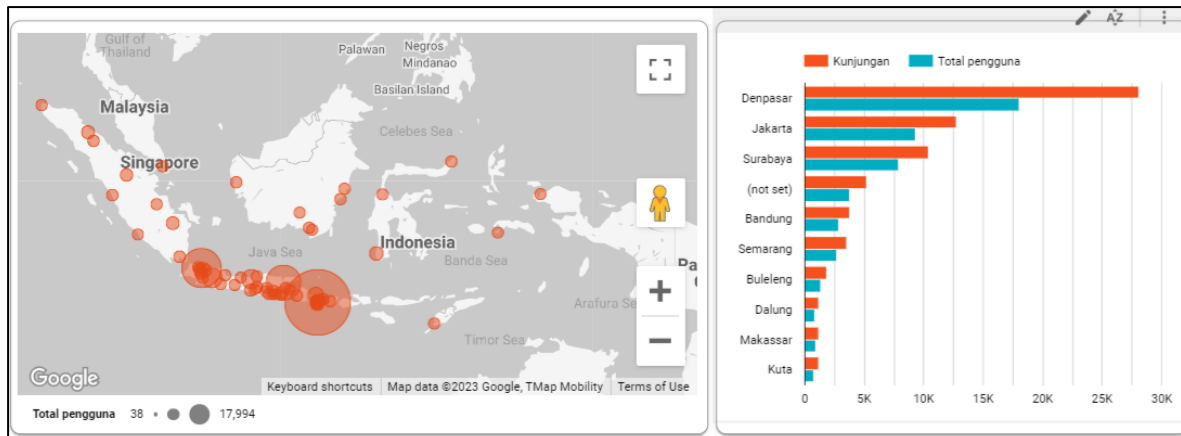 Gulf of
Thailand
Palawan
Negros
Mindanao
Basilan Island
Malaysia
Celebes Sea
Singapore
Indonesia
Java Sea
Banda Sea
Pa
Arafura Se
Timor Sea
+
−
Google
Keyboard shortcuts
Map data ©2023 Google, TMap Mobility
Terms of Use
Total pengguna 38 17,994
AZ
Kunjungan Total pengguna
Denpasar
Jakarta
Surabaya
(not set)
Bandung
Semarang
Buleleng
Dalung
Makassar
Kuta
0 5K 10K 15K 20K 25K 30K